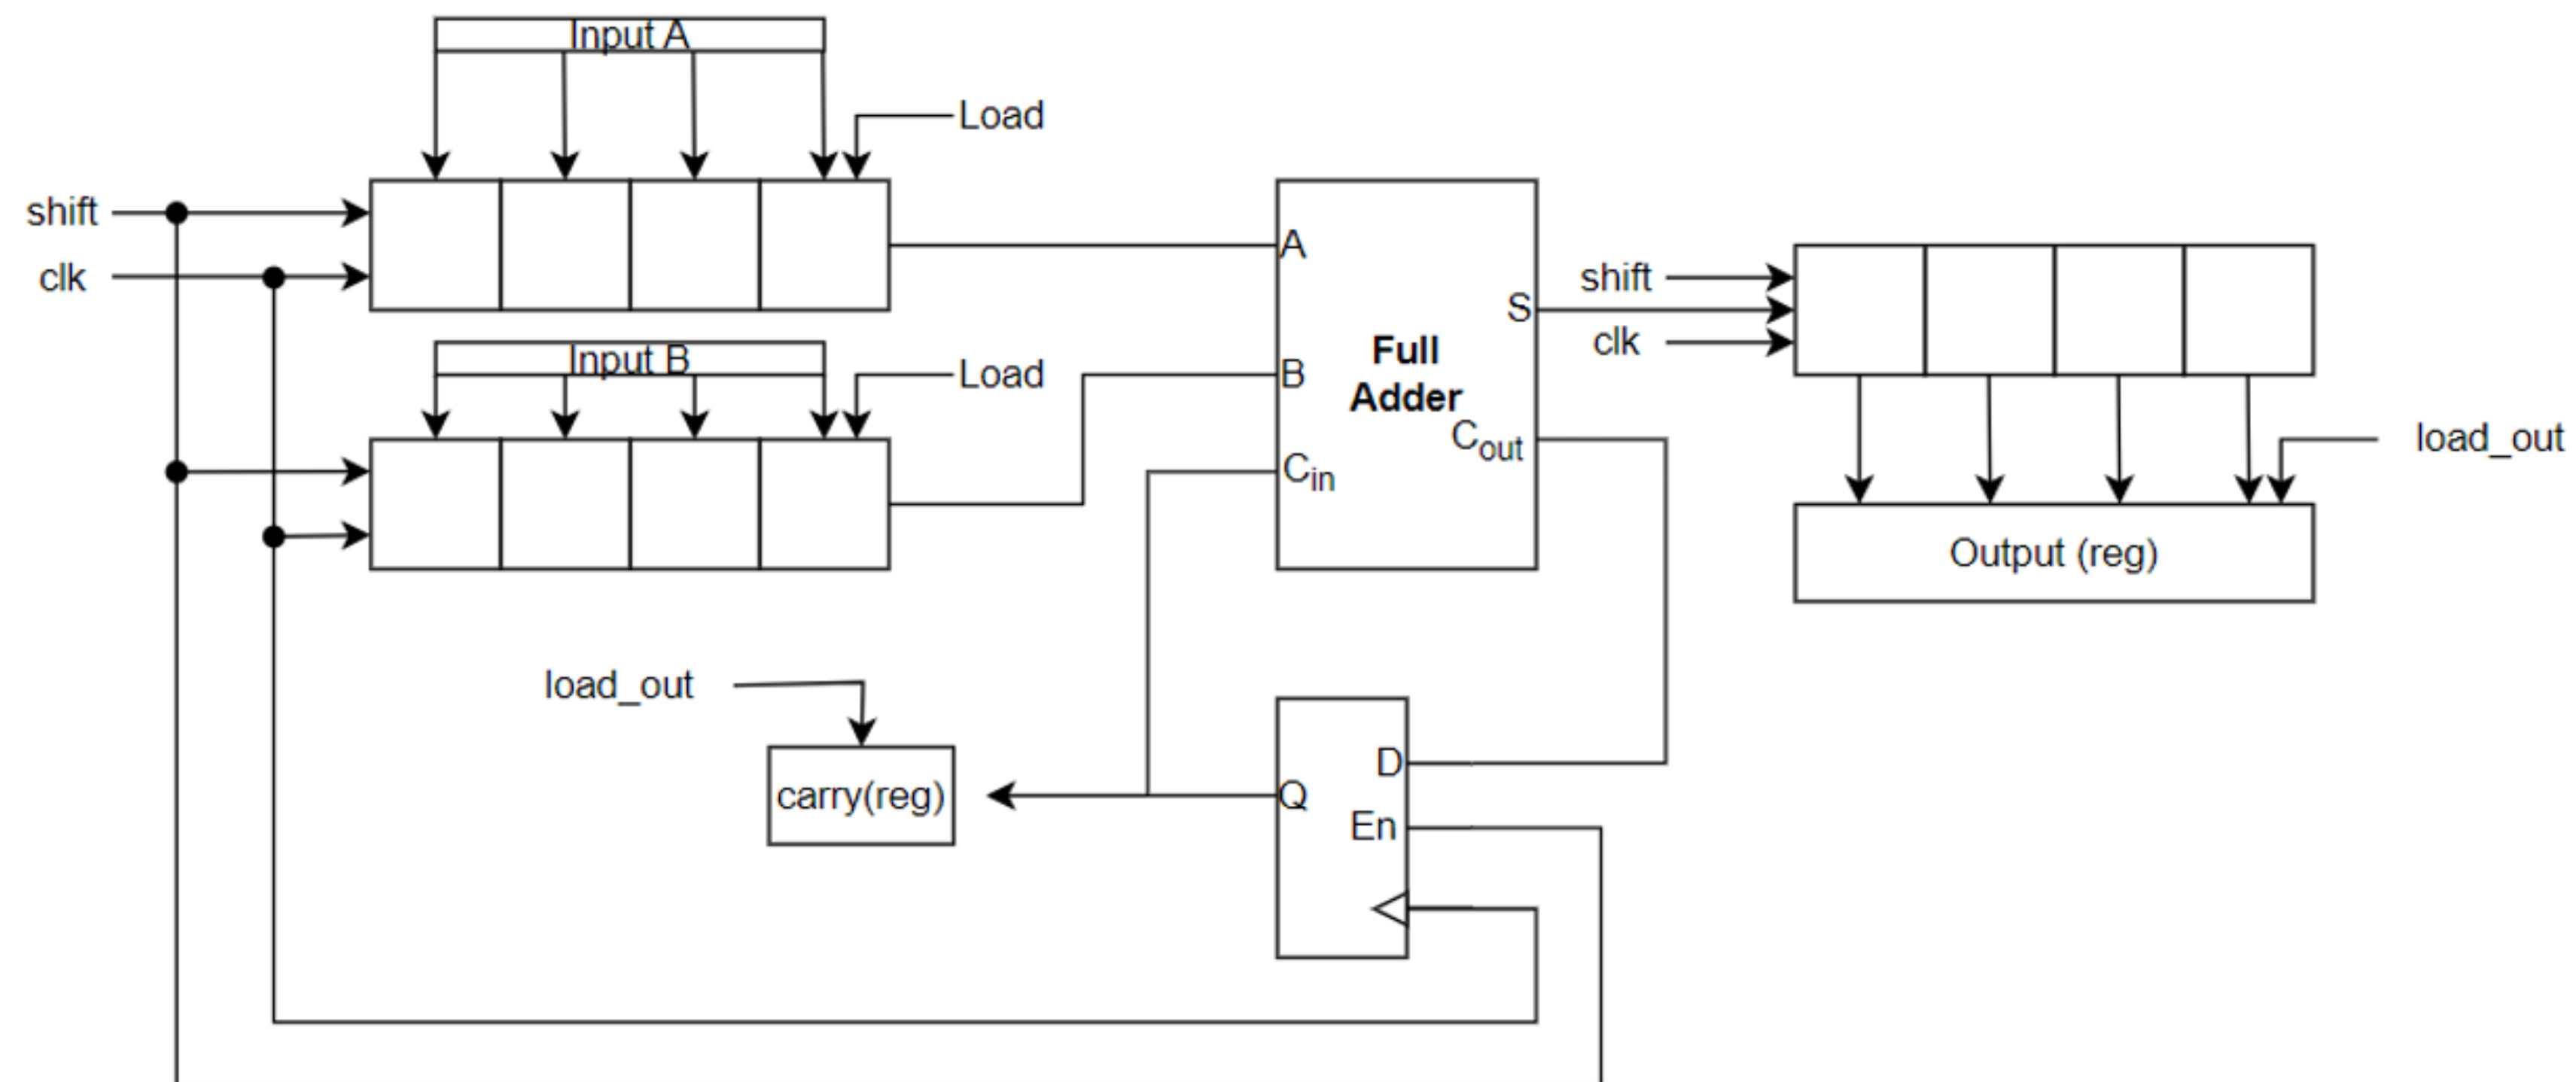 Input A
Load
shift
clk
A
S
shift
clk
Input B
Load
B
Full
Adder
Cin
Cout
load_out
Output (reg)
load_out
carry(reg)
Q
D
En